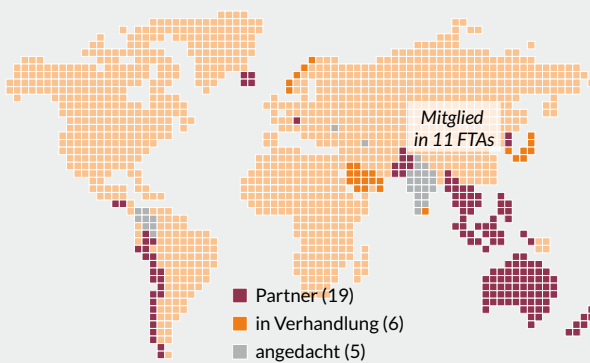 Mitglied
in 11 FTAs
Partner (19)
in Verhandlung (6)
angedacht (5)